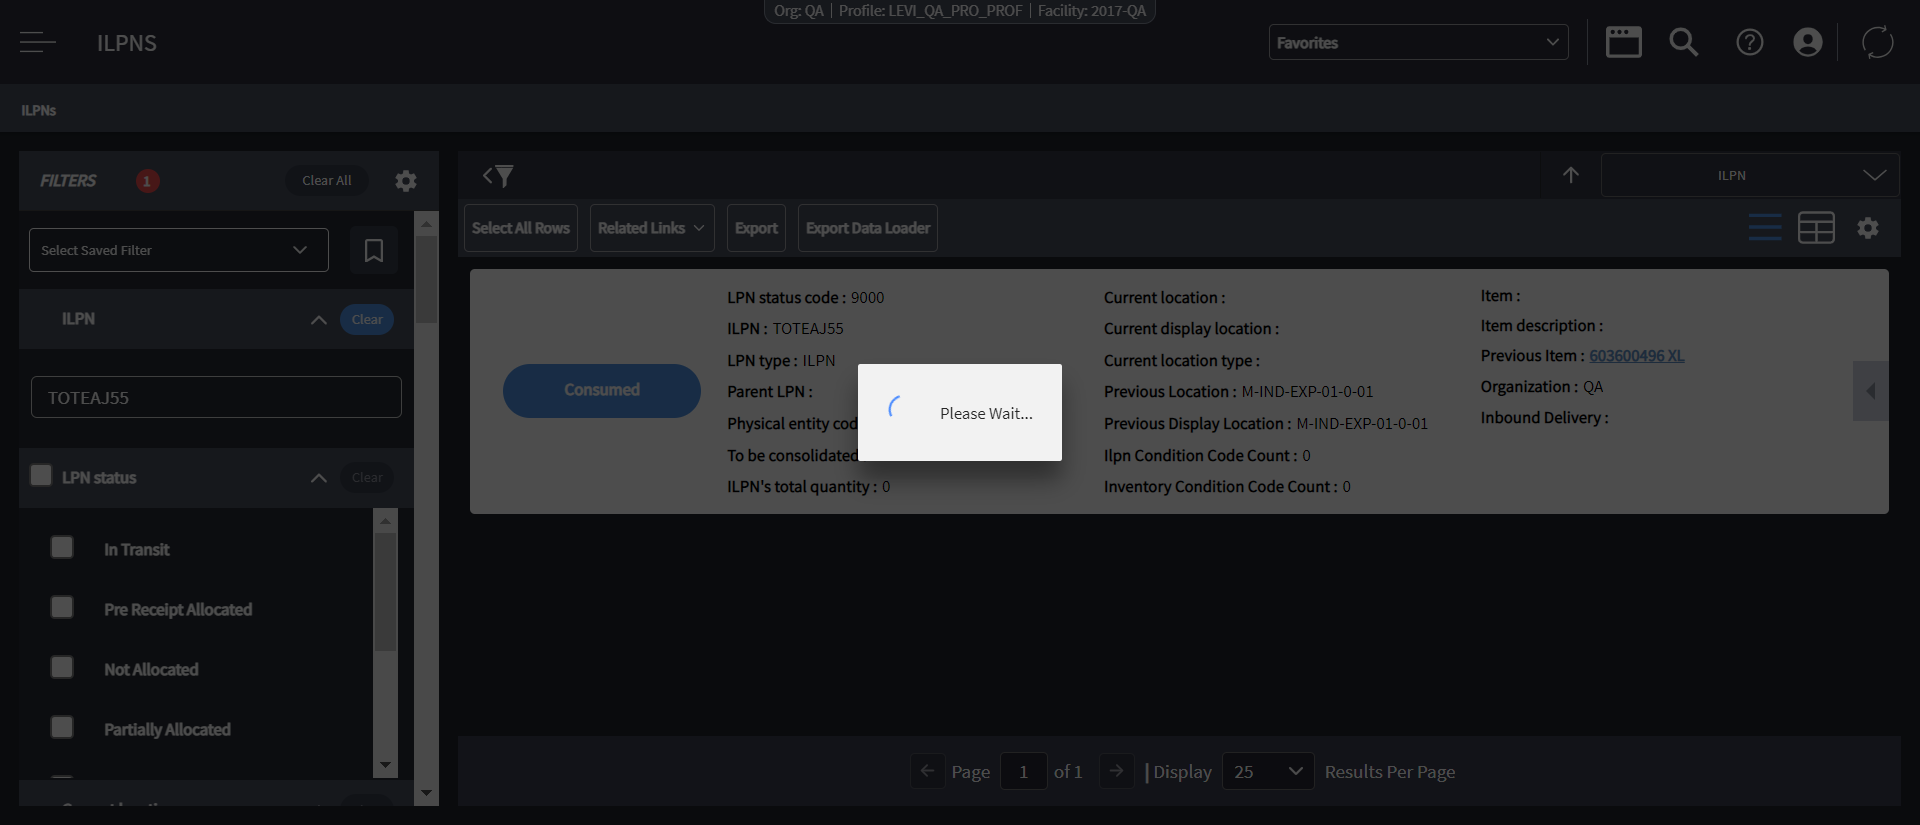 Org: QA | Profile: LEVI_QA_PRO_PROF | Facility: 2017-QA
ILPNS
Favorites
ILPNs
FILTERS 1 Clear All
Select Saved Filter
ILPN Clear
TOTEAJ55
LPN status Clear
In Transit
Pre Receipt Allocated
Not Allocated
Partially Allocated
ILPN
Select All Rows Related Links Export Export Data Loader
Consumed
LPN status code : 9000
ILPN : TOTEAJ55
LPN type : ILPN
Parent LPN :
Physical entity cod
To be consolidated
ILPN's total quantity : 0
Current location :
Current display location :
Current location type :
Previous Location : M-IND-EXP-01-0-01
Previous Display Location : M-IND-EXP-01-0-01
Ilpn Condition Code Count : 0
Inventory Condition Code Count : 0
Item :
Item description :
Previous Item : 603600496 XL
Organization : QA
Inbound Delivery :
Please Wait...
Page 1 of 1 | Display 25 Results Per Page